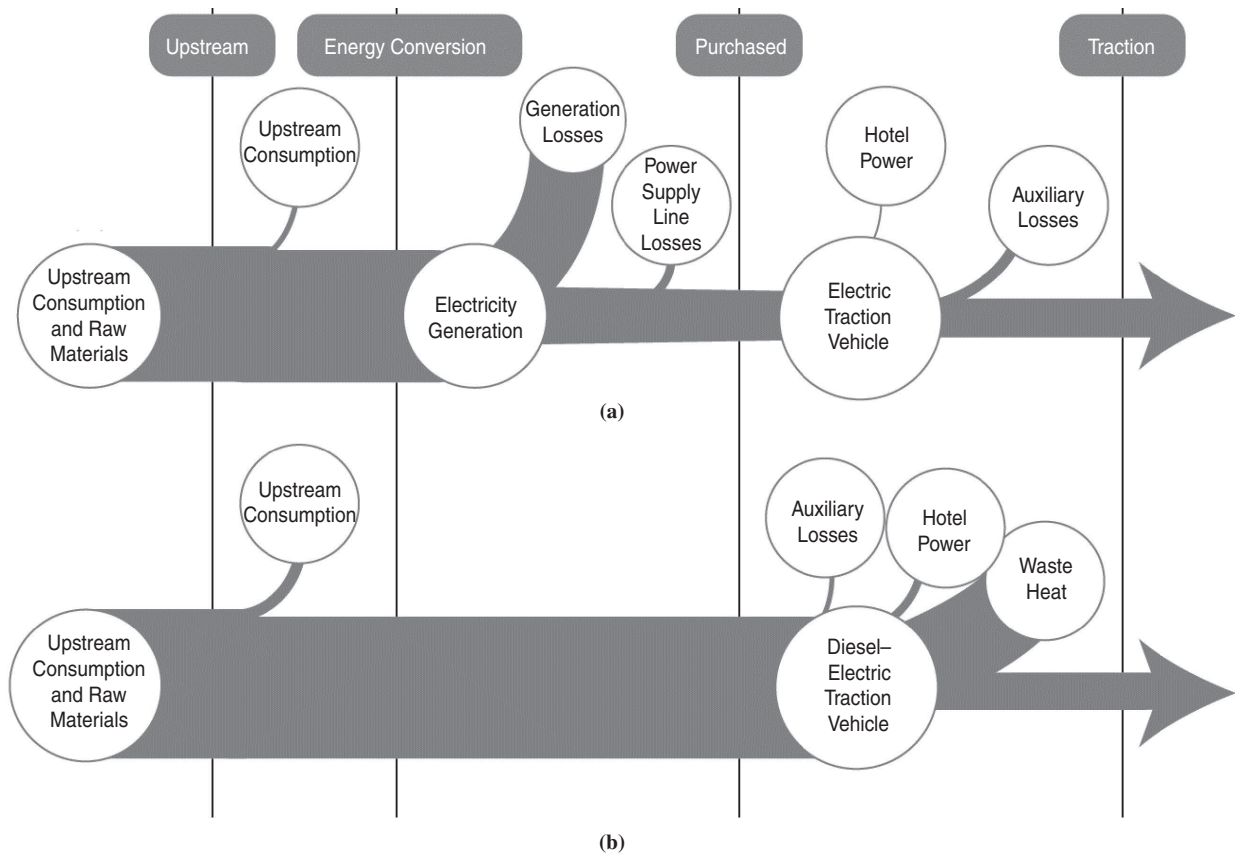 Upstream
Energy Conversion
Purchased
Traction
Upstream
Consumption
Generation
Losses
Power
Supply
Line
Losses
Hotel
Power
Auxiliary
Losses
Upstream
Consumption
and Raw
Materials
Electricity
Generation
Electric
Traction
Vehicle
(a)
Upstream
Consumption
Auxiliary
Losses
Hotel
Power
Waste
Heat
Upstream
Consumption
and Raw
Materials
Diesel–
Electric
Traction
Vehicle
(b)